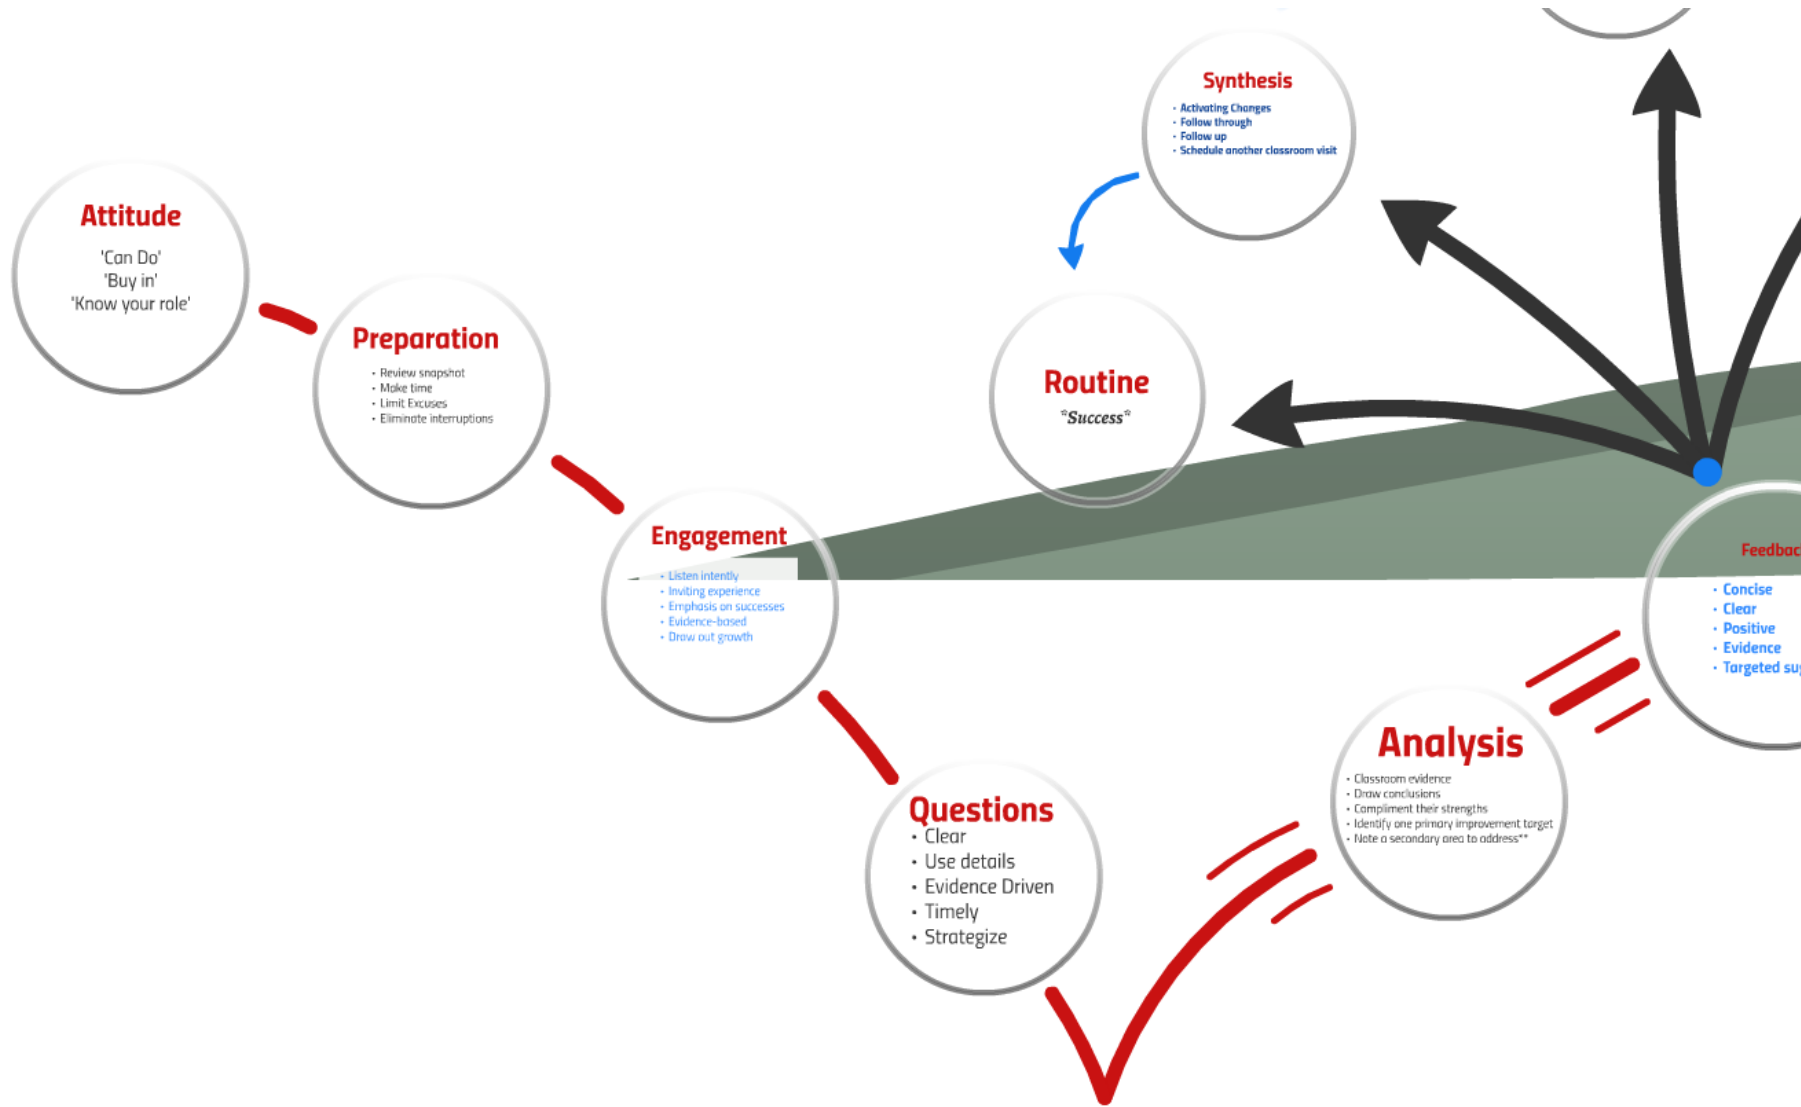 Attitude
'Can Do'
'Buy in'
'Know your role'
Preparation
• Review snapshot
• Make time
• Limit Excuses
• Eliminate interruptions
Engagement
• Listen intently
• Inviting experience
• Emphasis on successes
• Evidence-based
• Draw out growth
Questions
• Clear
• Use details
• Evidence Driven
• Timely
• Strategize
Analysis
• Classroom evidence
• Draw conclusions
• Compliment their strengths
• Identify one primary improvement target
• Note a secondary area to address**
• Concise
• Clear
• Positive
• Evidence
• Targeted
Synthesis
• Activating Changes
• Follow through
• Follow up
• Schedule another classroom visit
Routine
*Success*